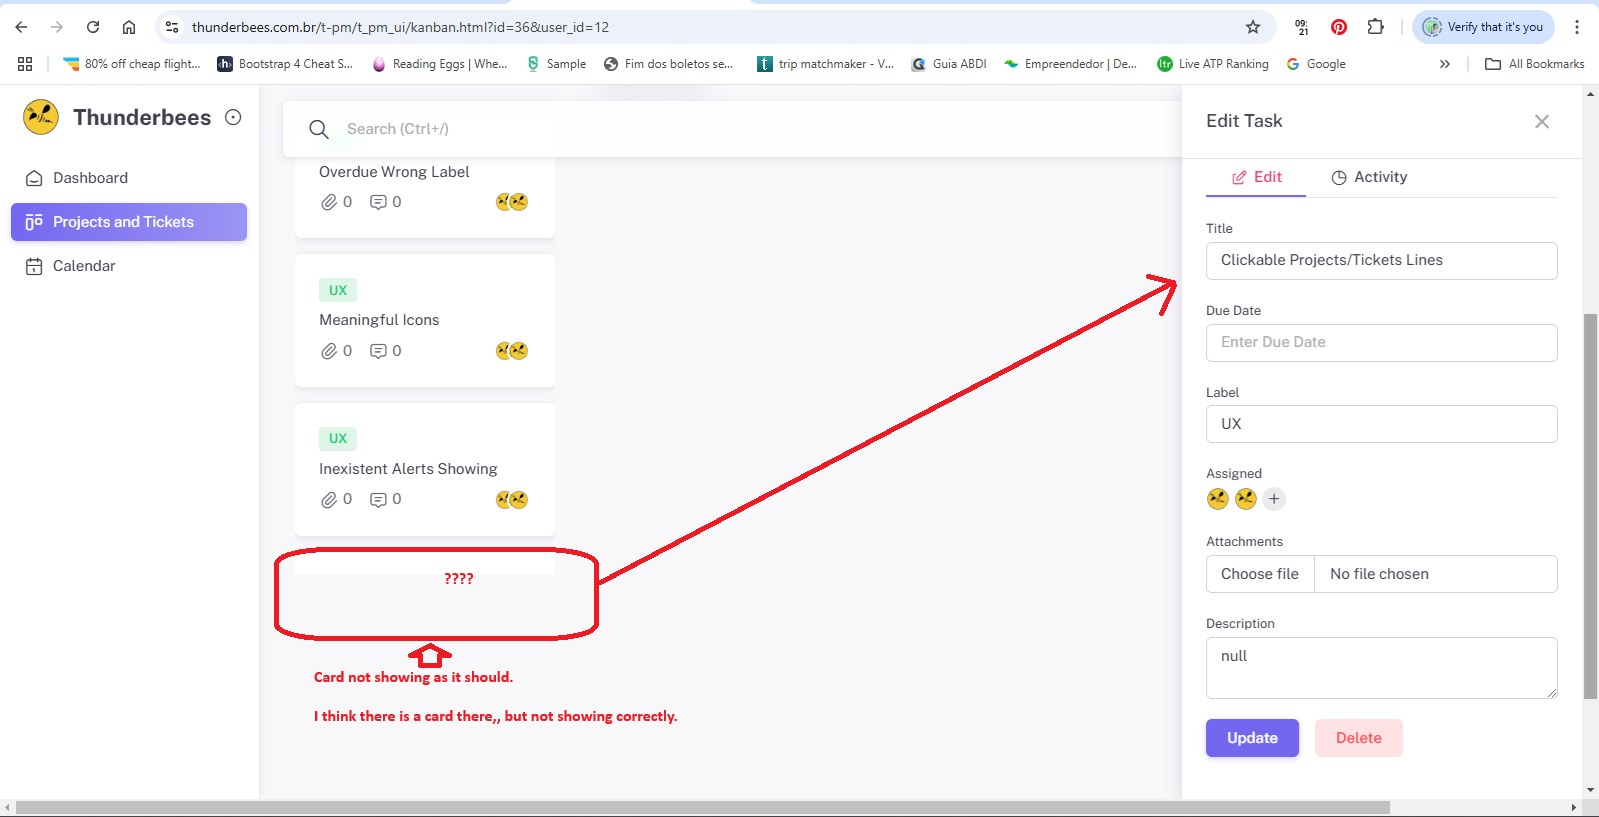 thunderbees.com.br/t-pm/t_pm_ui/kanban.html?id=36&user_id=12
09:
21
Verify that it's you
80% off cheap flight...
Bootstrap 4 Cheat S...
Reading Eggs | Whe...
Sample
Fim dos boletos se...
trip matchmaker - V...
Guia ABDI
Empreendedor | De...
Live ATP Ranking
Google
»
All Bookmarks
Thunderbees
Dashboard
Projects and Tickets
Calendar
Search (Ctrl+/)
Overdue Wrong Label
0 0
UX
Meaningful Icons
0 0
UX
Inexistent Alerts Showing
0 0
????
Card not showing as it should.
I think there is a card there,, but not showing correctly.
Edit Task
Edit
Activity
Title
Clickable Projects/Tickets Lines
Due Date
Enter Due Date
Label
UX
Assigned
+
Attachments
Choose file
No file chosen
Description
null
Update
Delete